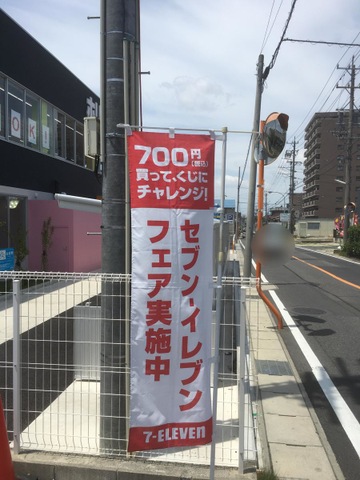 700円(税込)
買って、くじに
チャレンジ!
セブン-イレブン
フェア実施中
7-ELEVEN
OK